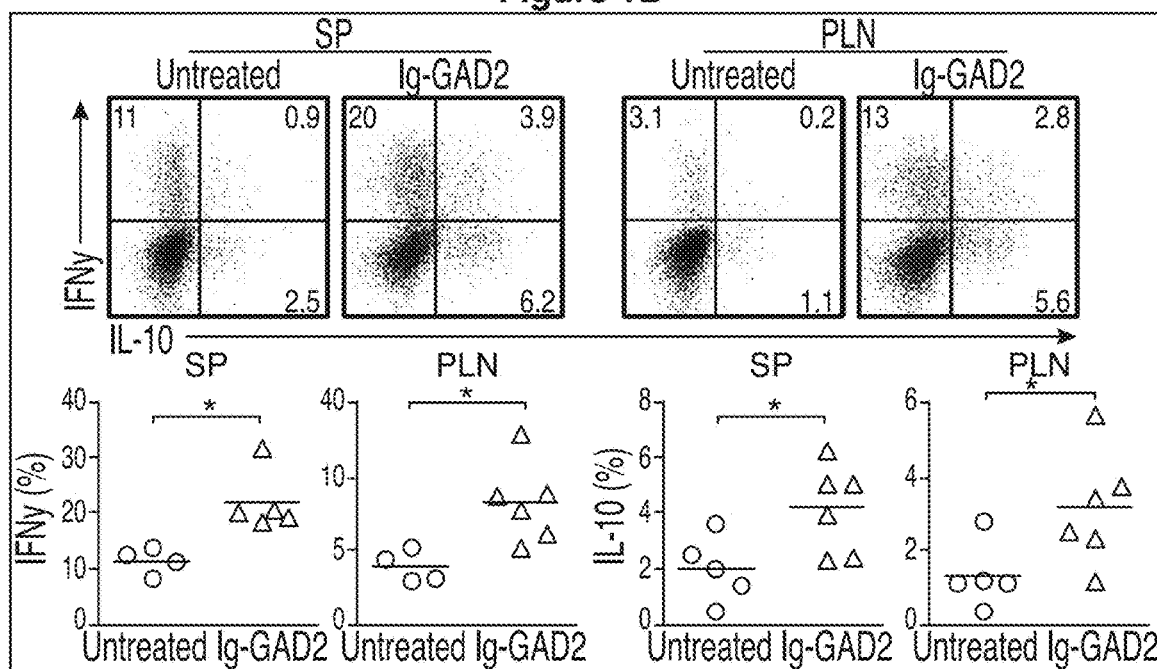 SP PLN
Untreated Ig-GAD2 Untreated Ig-GAD2
11 0.9 20 3.9 3.1 0.2 13 2.8
IFNy
2.5 6.2 1.1 5.6
IL-10
SP PLN SP PLN
40 40 8 6
* * * *
30 10 6 4
IFNy (%) IL-10 (%)
20 5 4 2
10 0 2 0
0 0
Untreated Ig-GAD2 Untreated Ig-GAD2 Untreated Ig-GAD2 Untreated Ig-GAD2